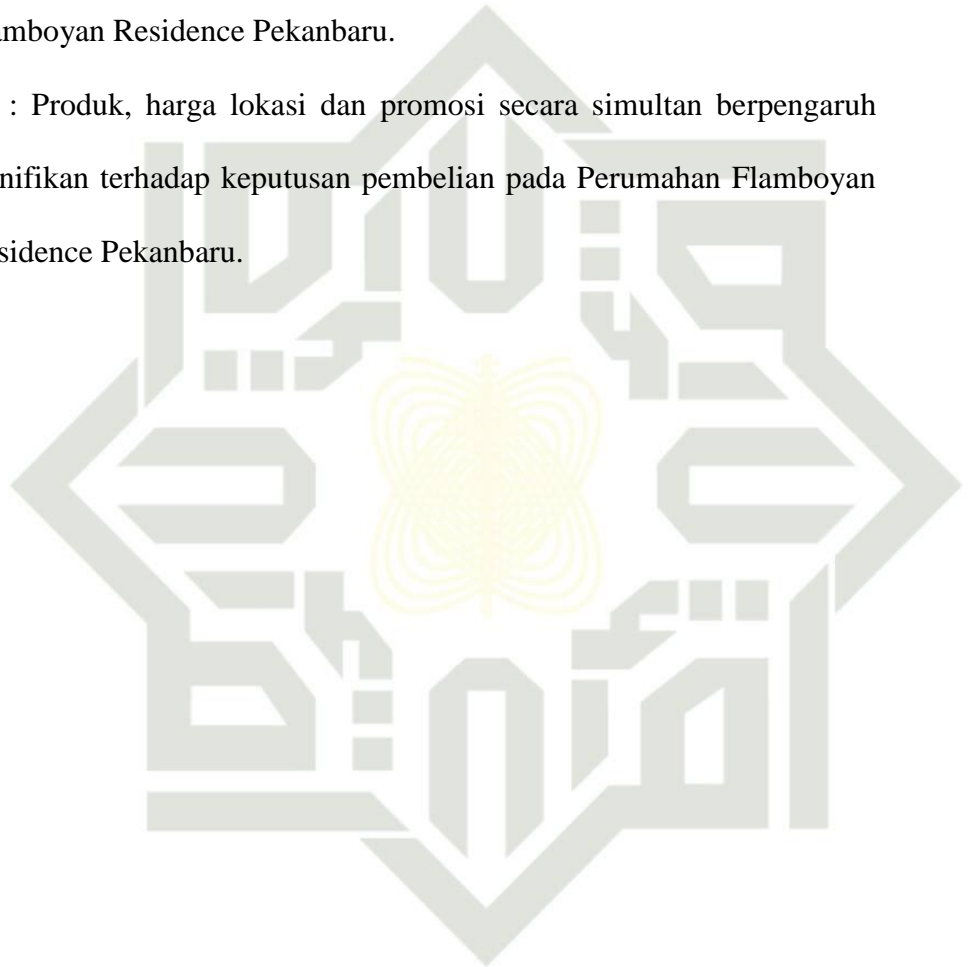 amboyan Residence Pekanbaru.
: Produk, harga lokasi dan promosi secara simultan berpengaruh
nifikan terhadap keputusan pembelian pada Perumahan Flamboyan
sidence Pekanbaru.